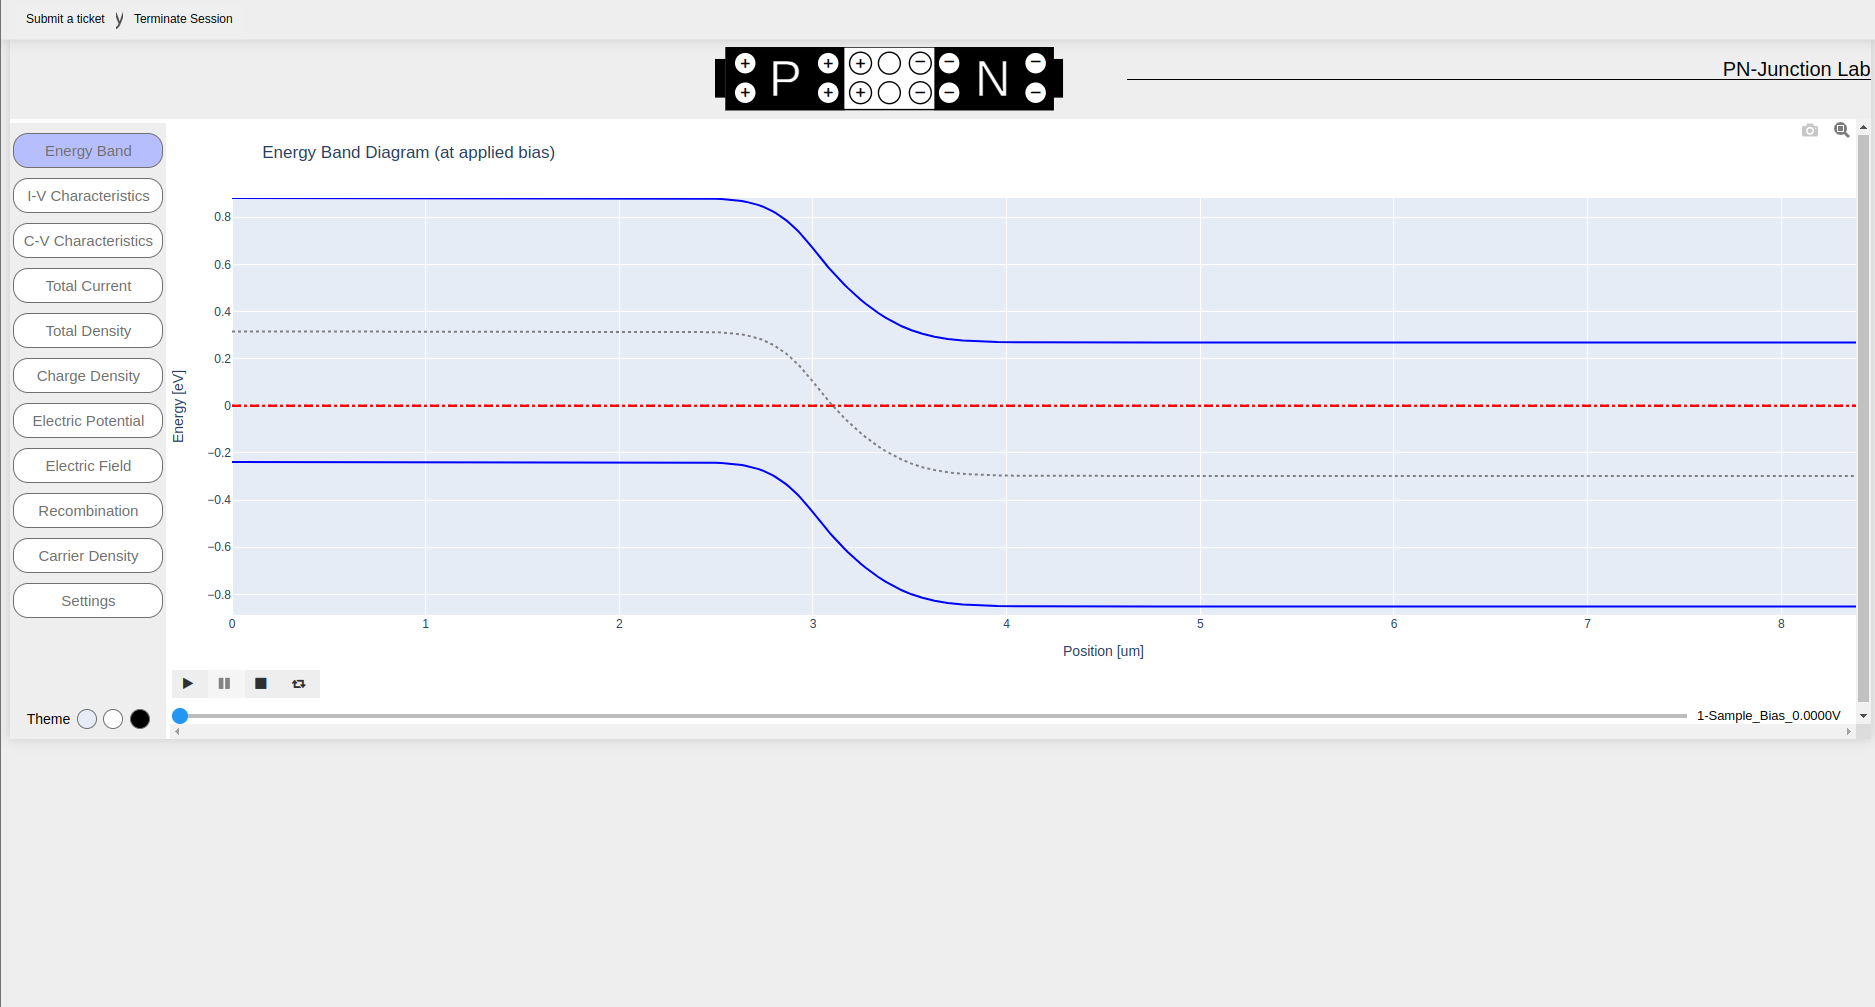 Submit a ticket Terminate Session
P N
PN-Junction Lab
Energy Band
I-V Characteristics
C-V Characteristics
Total Current
Total Density
Charge Density
Electric Potential
Electric Field
Recombination
Carrier Density
Settings
Theme
Energy Band Diagram (at applied bias)
0.8
0.6
0.4
0.2
0
−0.2
−0.4
−0.6
−0.8
Energy [eV]
0 1 2 3 4 5 6 7 8
Position [um]
1-Sample_Bias_0.0000V